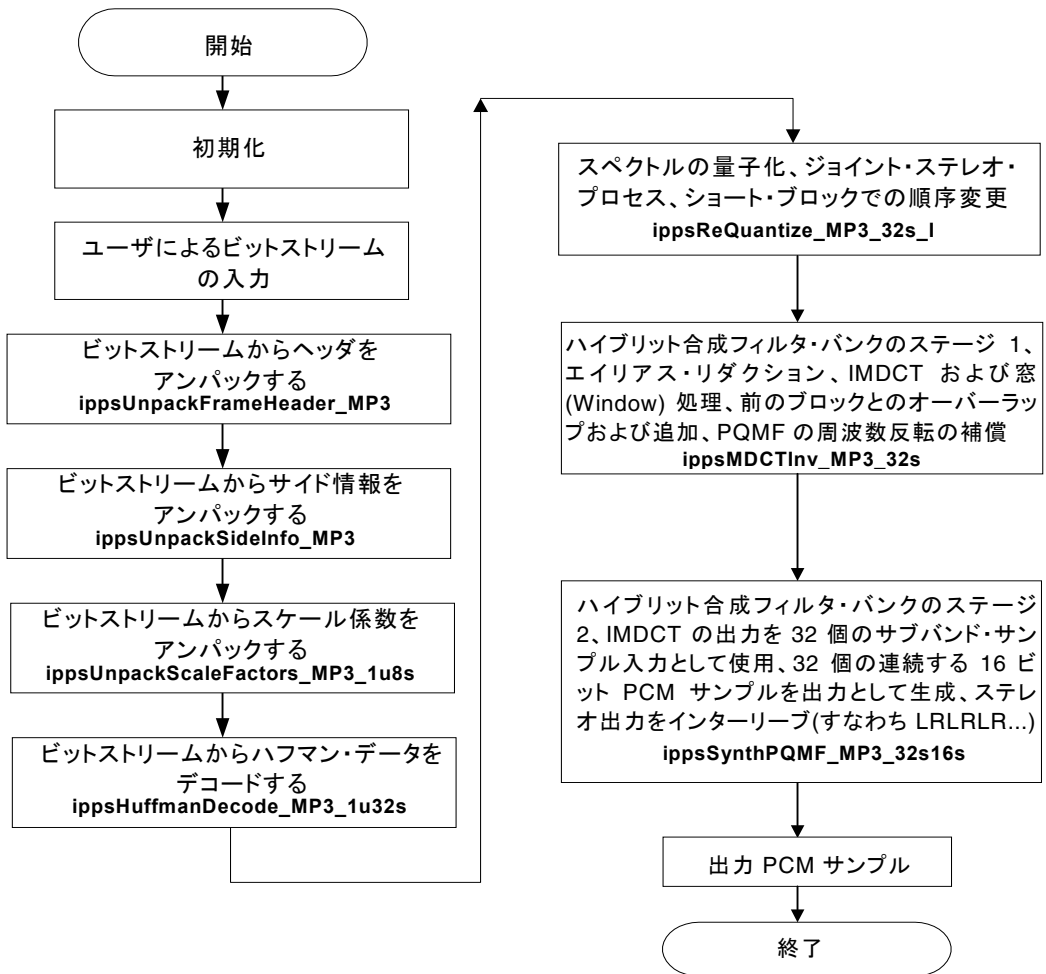 開始
初期化
ユーザによるビットストリーム
の入力
ビットストリームからヘッダを
アンパックする
ippsUnpackFrameHeader_MP3
ビットストリームからサイド情報を
アンパックする
ippsUnpackSideInfo_MP3
ビットストリームからスケール係数を
アンパックする
ippsUnpackScaleFactors_MP3_1u8s
ビットストリームからハフマン・データを
デコードする
ippsHuffmanDecode_MP3_1u32s
スペクトルの量子化、ジョイント・ステレオ・
プロセス、ショート・ブロックでの順序変更
ippsReQuantize_MP3_32s_I
ハイブリット合成フィルタ・バンクのステージ 1、
エイリアス・リダクション、IMDCT および窓
(Window) 処理、前のブロックとのオーバーラッ
プおよび追加、PQMF の周波数反転の補償
ippsMDCTInv_MP3_32s
ハイブリット合成フィルタ・バンクのステージ
2、IMDCT の出力を 32 個のサブバンド・サン
プル入力として使用、32 個の連続する 16 ビ
ット PCM サンプルを出力として生成、ステレ
オ出力をインターリーブ(すなわち LRLRLR...)
ippsSynthPQMF_MP3_32s16s
出力 PCM サンプル
終了